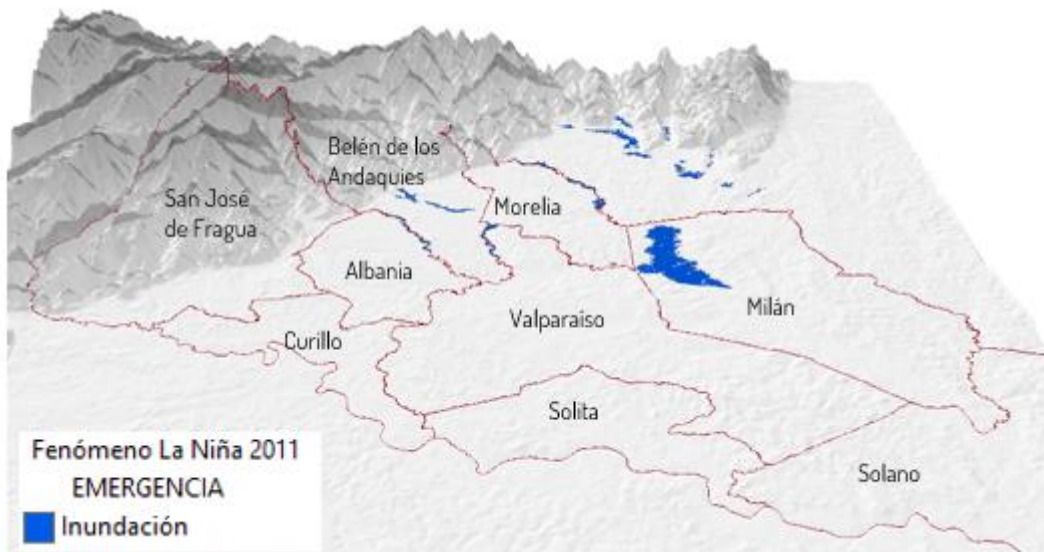 Belén de los
Andaquies
San José
de Fragua
Morelia
Albania
Valparaíso
Milán
Curillo
Solita
Solano
Fenómeno La Niña 2011
EMERGENCIA
Inundación